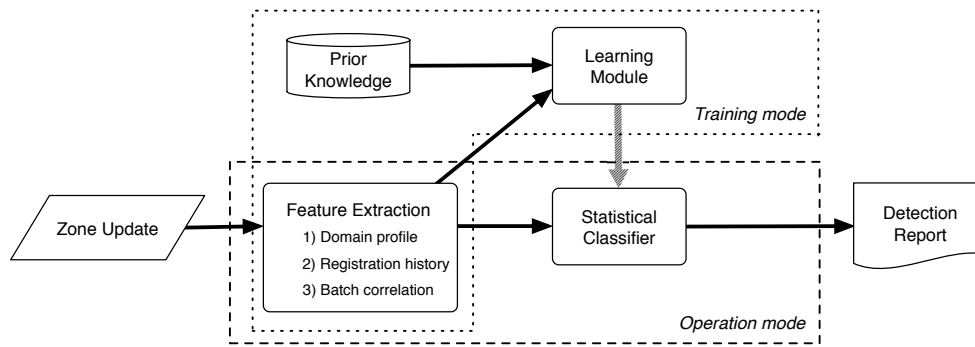 Prior
Knowledge
Learning
Module
Training mode
Zone Update
Feature Extraction
1) Domain profile
2) Registration history
3) Batch correlation
Statistical
Classifier
Detection
Report
Operation mode